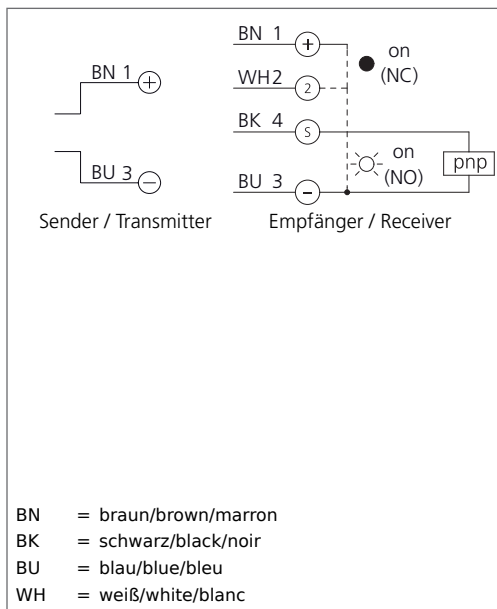 BN 1 +
BU 3 −
Sender / Transmitter
BN 1 +
WH2 2
BK 4 S
BU 3 -
on
(NC)
on
(NO)
pnp
Empfänger / Receiver
BN = braun/brown/marron
BK = schwarz/black/noir
BU = blau/blue/bleu
WH = weiß/white/blanc